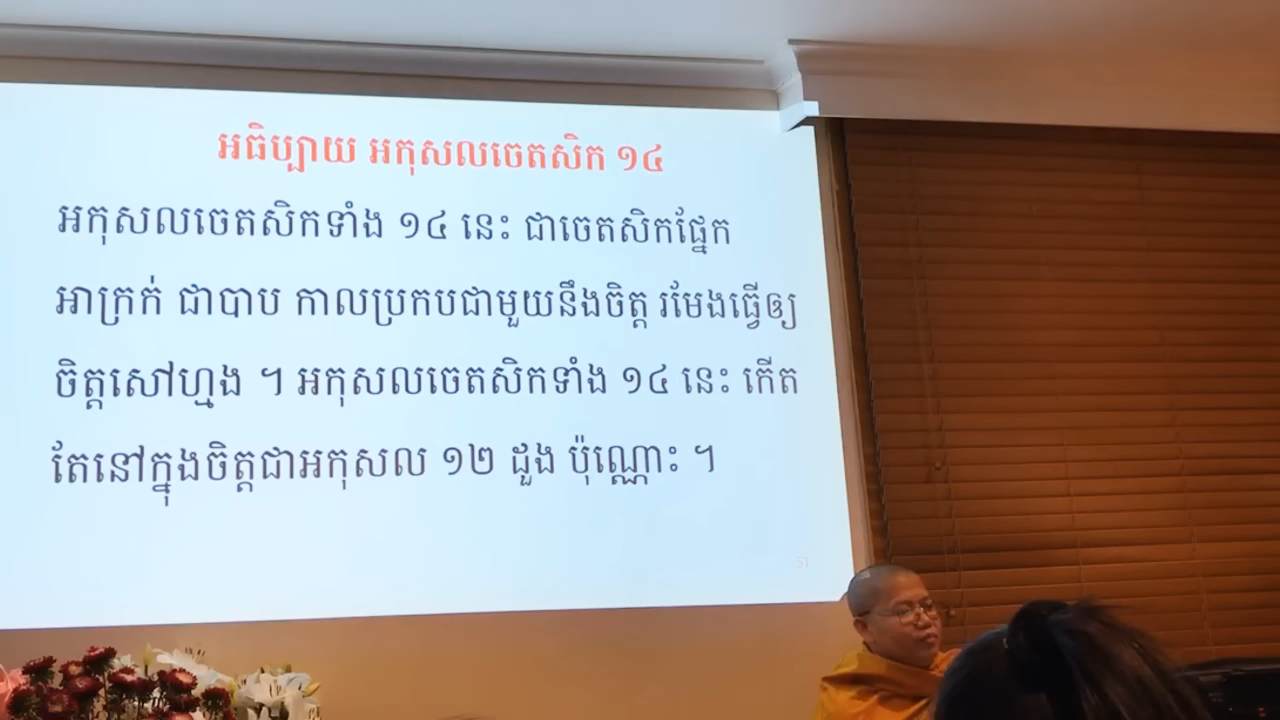 អធិប្បាយ អកុសលចេតសិក ១៤
អកុសលចេតសិកទាំង ១៤ នេះ ជាចេតសិកផ្នែក
អាក្រក់ ជាបាប កាលប្រកបជាមួយនឹងចិត្ត រមែងធ្វើឲ្យ
ចិត្តសៅហ្មង ។ អកុសលចេតសិកទាំង ១៤ នេះ កើត
តែនៅក្នុងចិត្តជាអកុសល ១២ ដួង ប៉ុណ្ណោះ ។
51